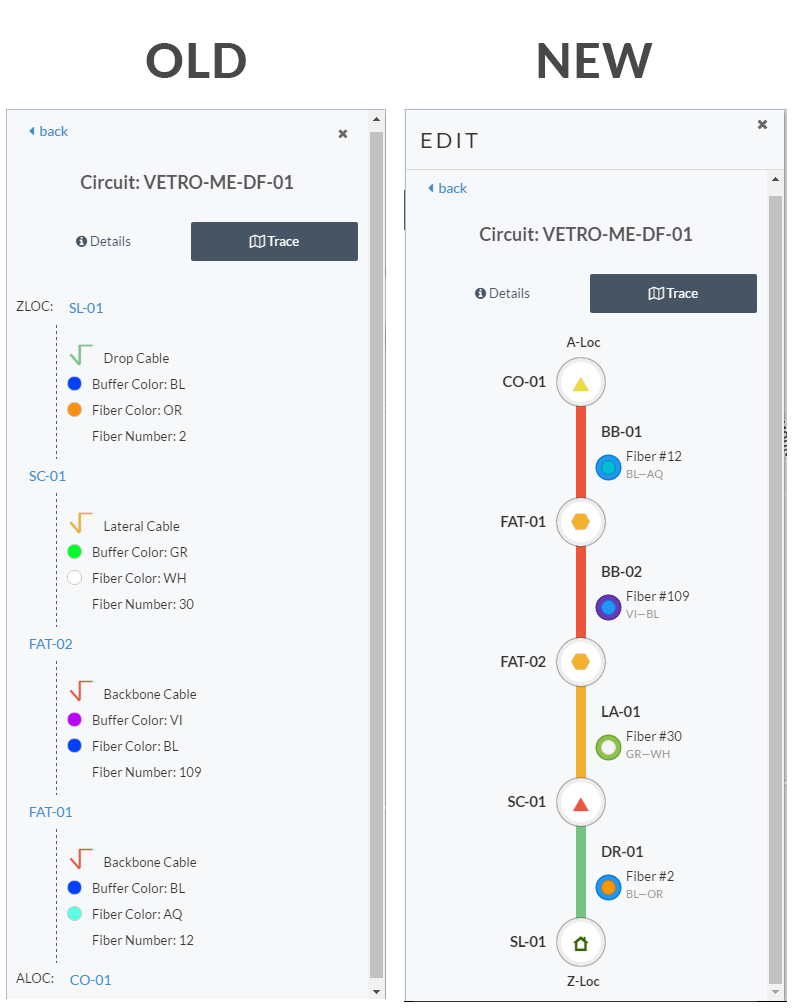 OLD
back
Circuit: VETRO-ME-DF-01
Details
Trace
ZLOC: SL-01
Drop Cable
Buffer Color: BL
Fiber Color: OR
Fiber Number: 2
SC-01
Lateral Cable
Buffer Color: GR
Fiber Color: WH
Fiber Number: 30
FAT-02
Backbone Cable
Buffer Color: VI
Fiber Color: BL
Fiber Number: 109
FAT-01
Backbone Cable
Buffer Color: BL
Fiber Color: AQ
Fiber Number: 12
ALOC: CO-01
NEW
EDIT
back
Circuit: VETRO-ME-DF-01
Details
Trace
A-Loc
CO-01
BB-01
Fiber #12
BL—AQ
FAT-01
BB-02
Fiber #109
VI—BL
FAT-02
LA-01
Fiber #30
GR—WH
SC-01
DR-01
Fiber #2
BL—OR
SL-01
Z-Loc